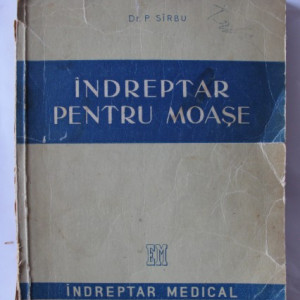 Dr. P. SÎRBU
ÎNDREPTAR
PENTRU MOAȘE
EM
ÎNDREPTAR MEDICAL